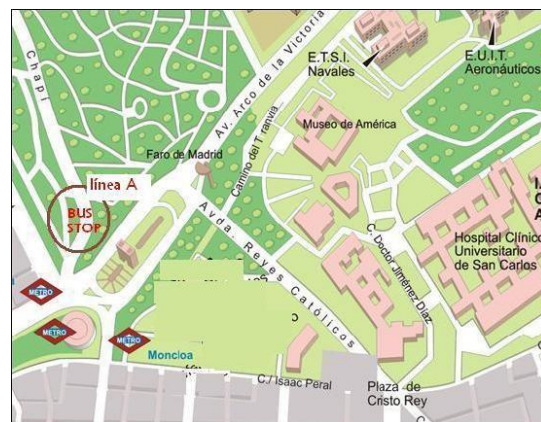 Chapí
Av. Arco de la Victoria
E.T.S.I.
Navales
E.U.I.T.
Aeronáuticos
Museo de América
Camino del Tranvia
Faro de Madrid
línea A
BUS
STOP
Avda. Reyes Católicos
C. Doctor Jiménez Díaz
Hospital Clínico
Universitario
de San Carlos
METRO
METRO
METRO
Moncloa
C./ Isaac Peral
Plaza de
Cristo Rey